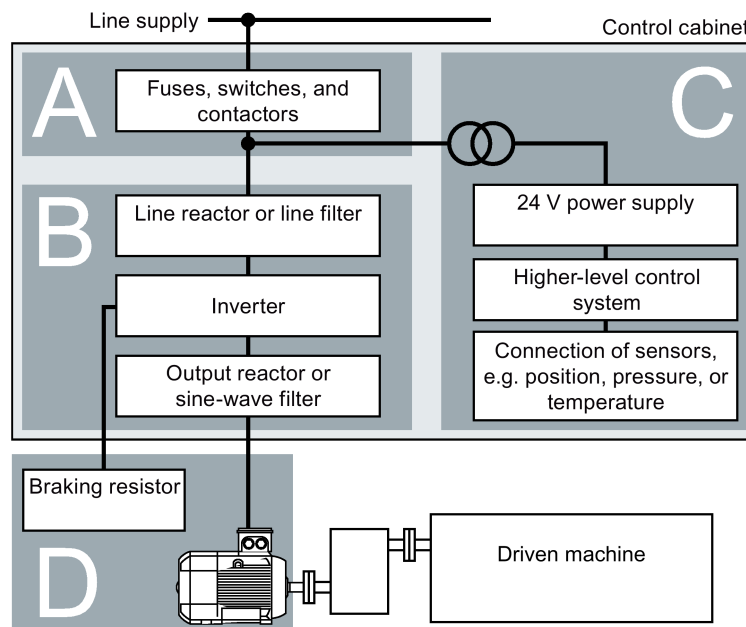 Line supply
Control cabinet
A
Fuses, switches, and
contactors
C
B
Line reactor or line filter
24 V power supply
Inverter
Higher-level control
system
Output reactor or
sine-wave filter
Connection of sensors,
e.g. position, pressure, or
temperature
Braking resistor
D
Driven machine